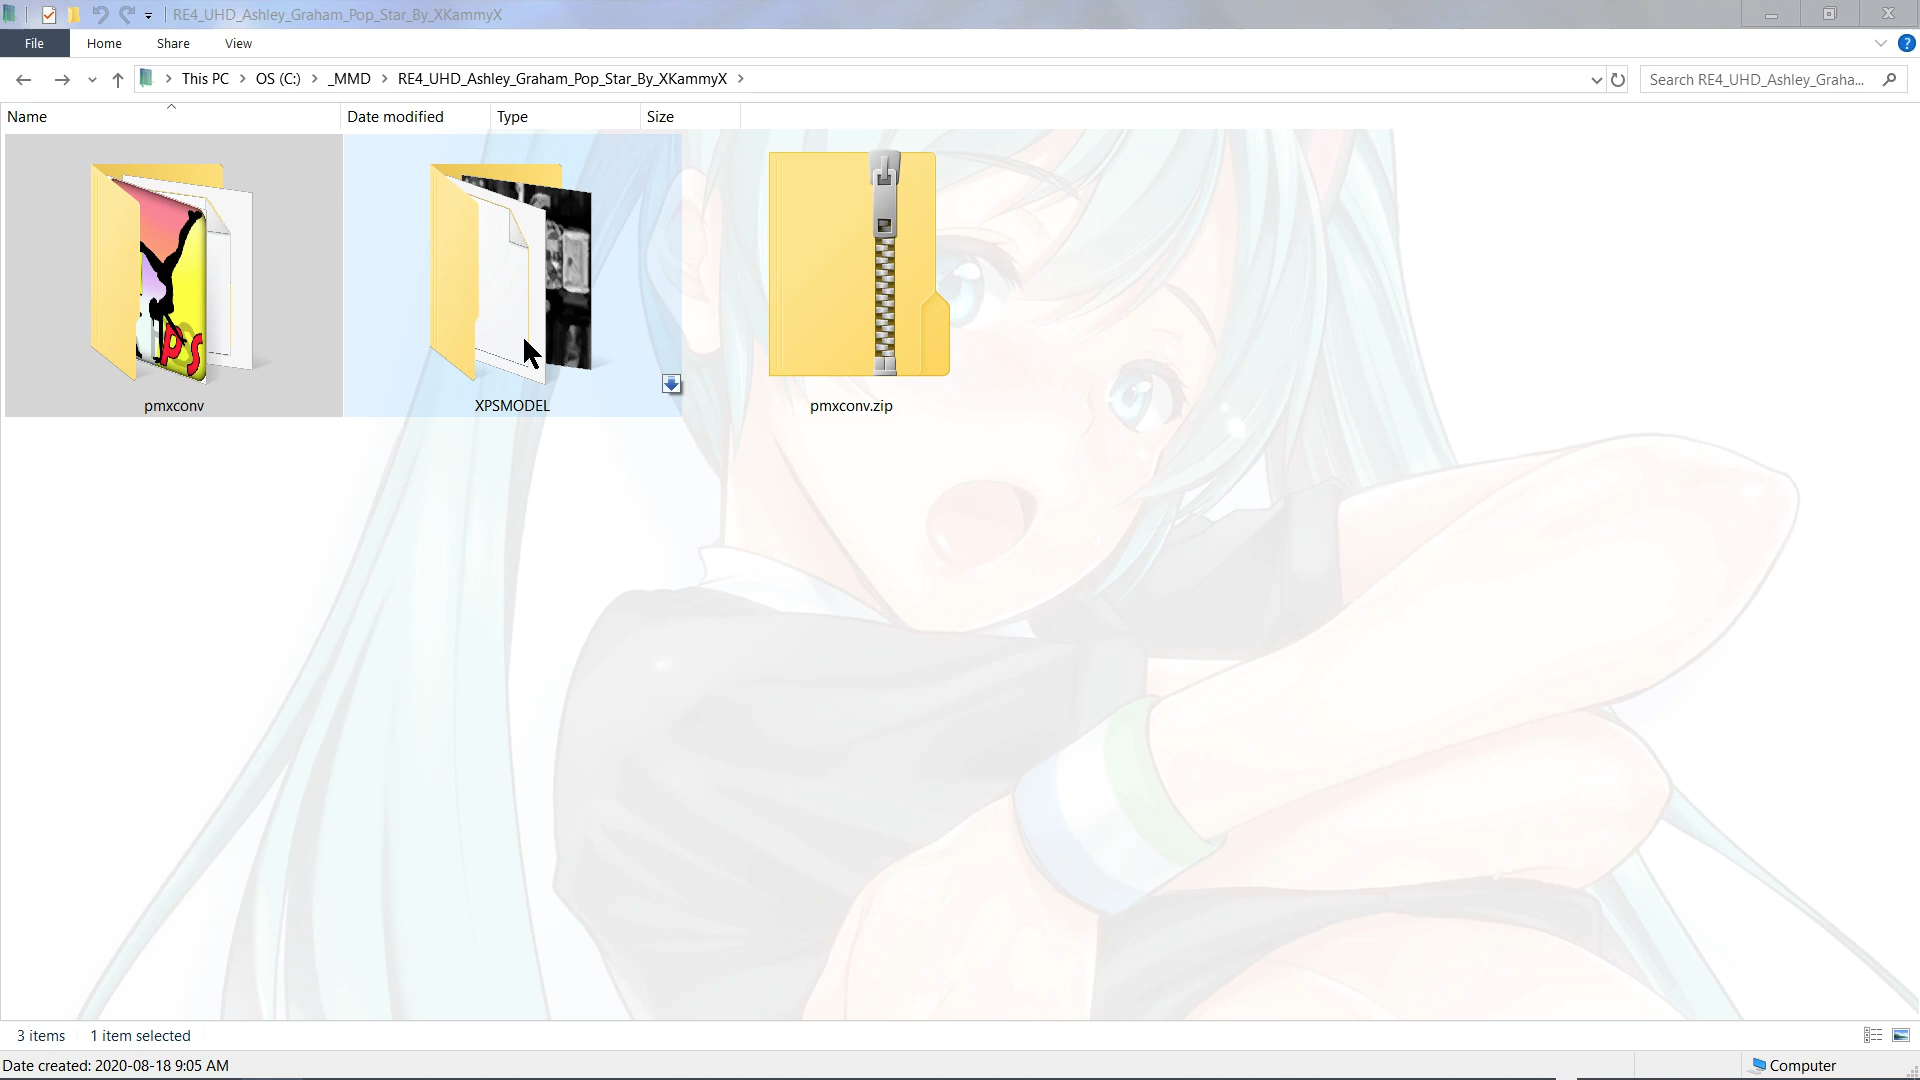 RE4_UHD_Ashley_Graham_Pop_Star_By_XKammyX
File Home Share View
This PC OS (C:) _MMD RE4_UHD_Ashley_Graham_Pop_Star_By_XKammyX Search RE4_UHD_Ashley_Graha...
Name Date modified Type Size
PS
pmxconv XPSMODEL pmxconv.zip
3 items 1 item selected
Date created: 2020-08-18 9:05 AM Computer